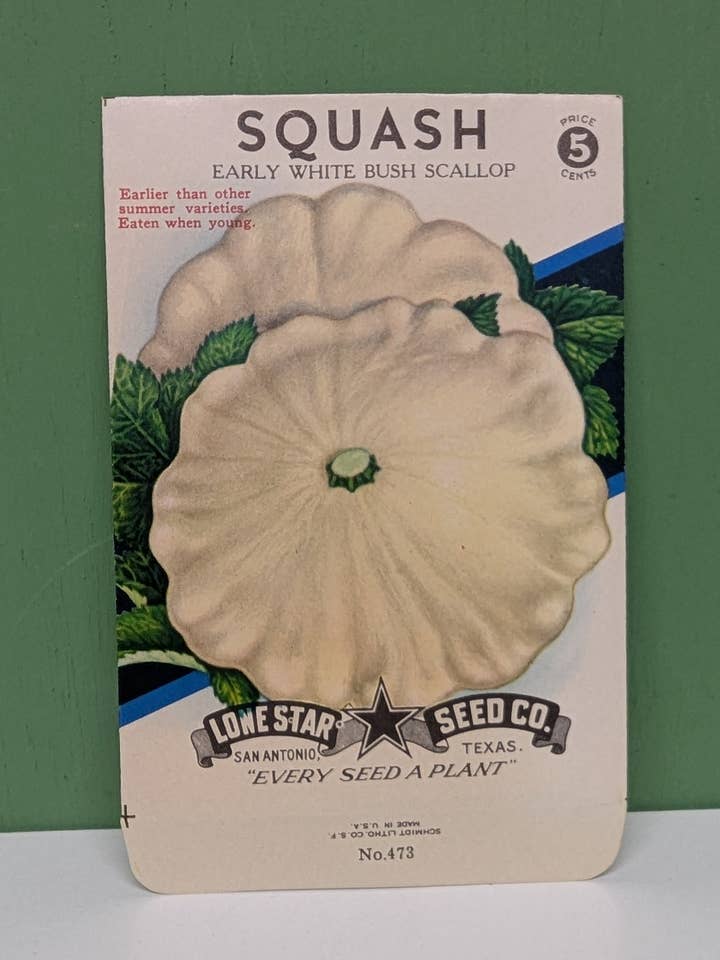 SQUASH
EARLY WHITE BUSH SCALLOP
PRICE
5
CENTS
Earlier than other
summer varieties.
Eaten when young.
LONE STAR SEED CO.
SAN ANTONIO, TEXAS.
"EVERY SEED A PLANT"
SCHMIDT LITHO. CO. S. F.
MADE IN U. S. A.
No. 473